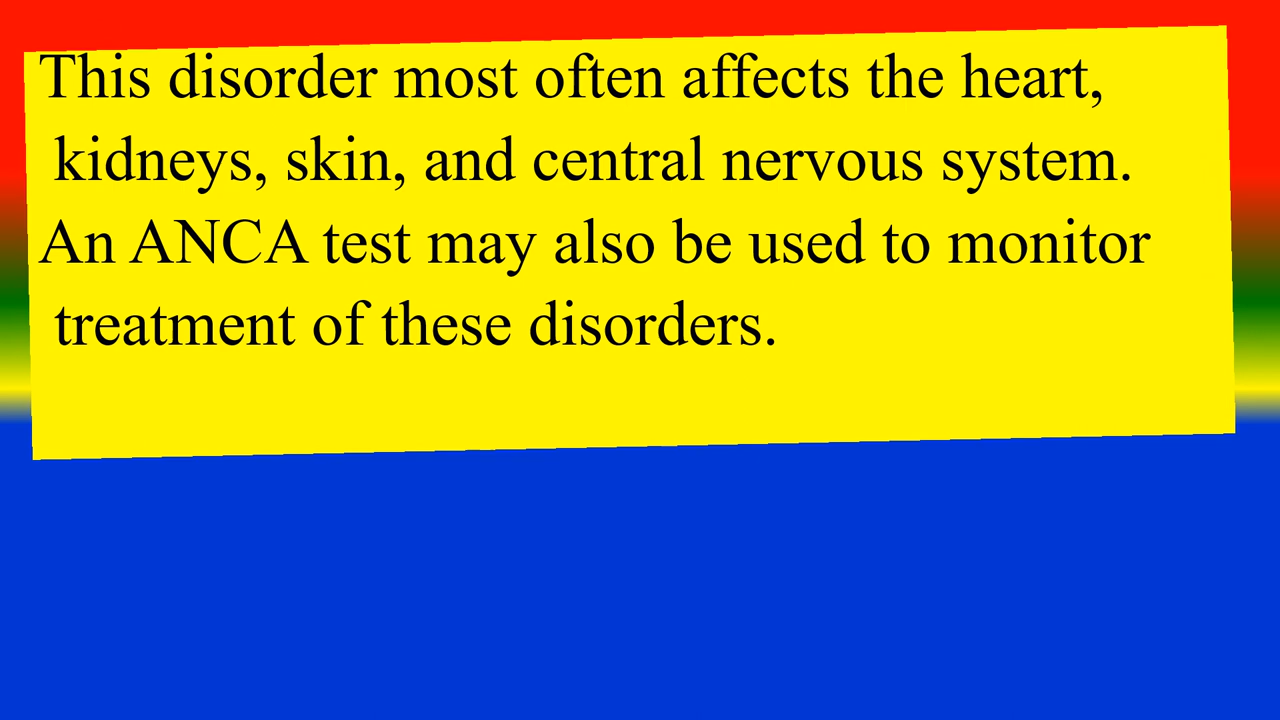 This disorder most often affects the heart,
kidneys, skin, and central nervous system.
An ANCA test may also be used to monitor
treatment of these disorders.